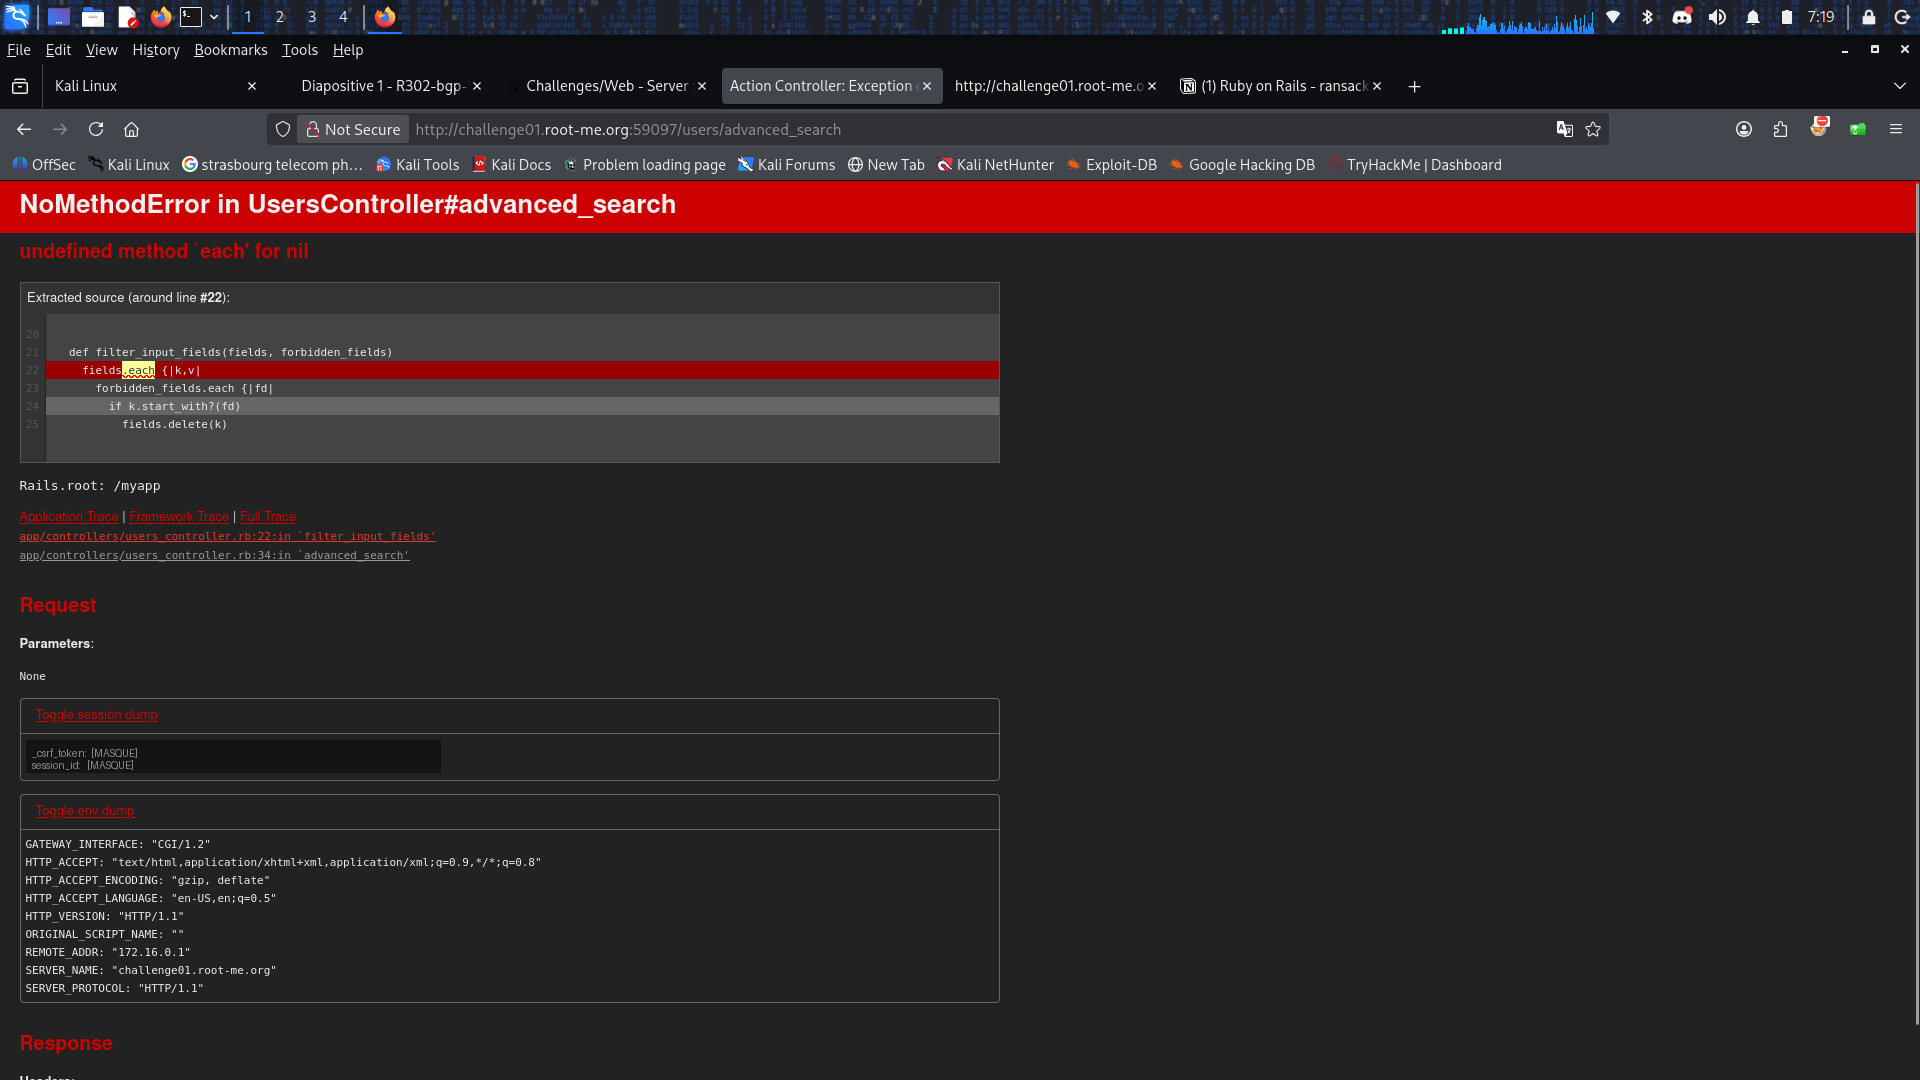 1 2 3 4
7:19
File Edit View History Bookmarks Tools Help
Kali Linux
Diapositive 1 - R302-bgp-
Challenges/Web - Server
Action Controller: Exception
http://challenge01.root-me.o
(1) Ruby on Rails - ransack
Not Secure http://challenge01.root-me.org:59097/users/advanced_search
OffSec Kali Linux strasbourg telecom ph… Kali Tools Kali Docs Problem loading page Kali Forums New Tab Kali NetHunter Exploit-DB Google Hacking DB TryHackMe | Dashboard
NoMethodError in UsersController#advanced_search
undefined method `each' for nil
Extracted source (around line #22):
20
21 def filter_input_fields(fields, forbidden_fields)
22 fields.each {|k,v|
23 forbidden_fields.each {|fd|
24 if k.start_with?(fd)
25 fields.delete(k)
Rails.root: /myapp
Application Trace | Framework Trace | Full Trace
app/controllers/users_controller.rb:22:in `filter_input_fields'
app/controllers/users_controller.rb:34:in `advanced_search'
Request
Parameters:
None
Toggle session dump
_csrf_token: [MASQUE]
session_id: [MASQUE]
Toggle env dump
GATEWAY_INTERFACE: "CGI/1.2"
HTTP_ACCEPT: "text/html,application/xhtml+xml,application/xml;q=0.9,*/*;q=0.8"
HTTP_ACCEPT_ENCODING: "gzip, deflate"
HTTP_ACCEPT_LANGUAGE: "en-US,en;q=0.5"
HTTP_VERSION: "HTTP/1.1"
ORIGINAL_SCRIPT_NAME: ""
REMOTE_ADDR: "172.16.0.1"
SERVER_NAME: "challenge01.root-me.org"
SERVER_PROTOCOL: "HTTP/1.1"
Response
Headers: